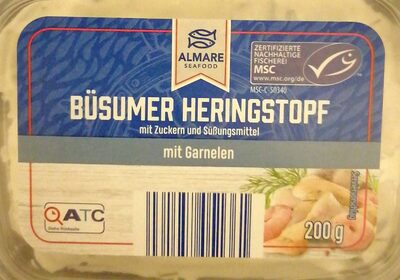 ALMARE
SEAFOOD
ZERTIFIZIERTE
NACHHALTIGE
FISCHEREI
MSC
www.msc.org/de
MSC-C-50340
BÜSUMER HERINGSTOPF
mit Zuckern und Süßungsmittel
mit Garnelen
ATC
200 g